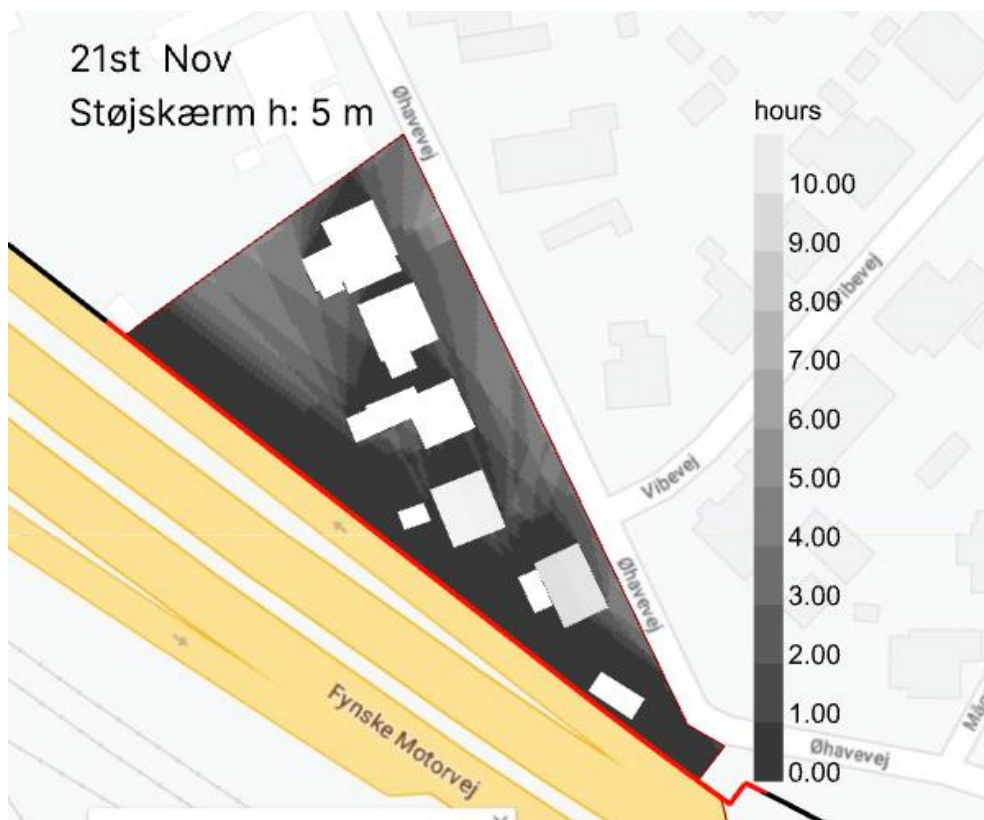 21st Nov
Støjskærm h: 5 m
Øhavevej
hours
10.00
9.00
8.00
7.00
6.00
5.00
4.00
3.00
2.00
1.00
0.00
Vibevej
Vibevej
Øhavevej
Øhavevej
Fynske Motorvej